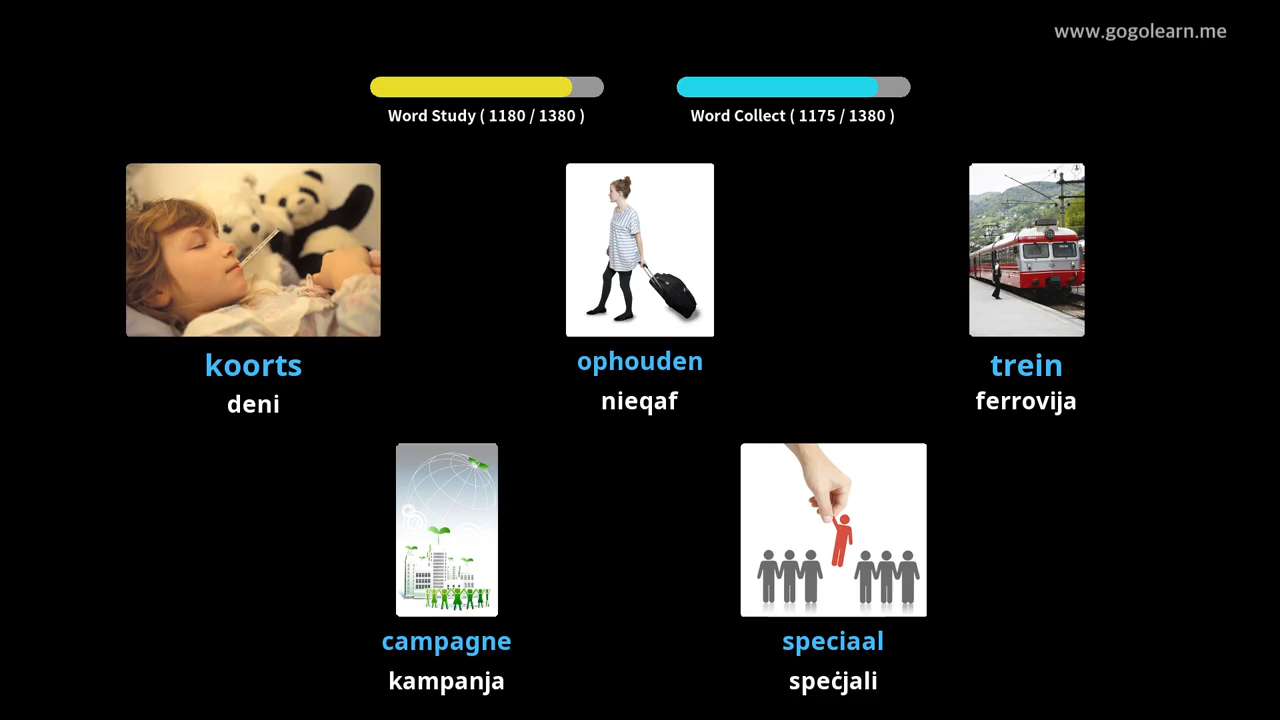 www.gogolearn.me
Word Study ( 1180 / 1380 )
Word Collect ( 1175 / 1380 )
koorts
deni
ophouden
nieqaf
trein
ferrovija
campagne
kampanja
speciaal
speċjali